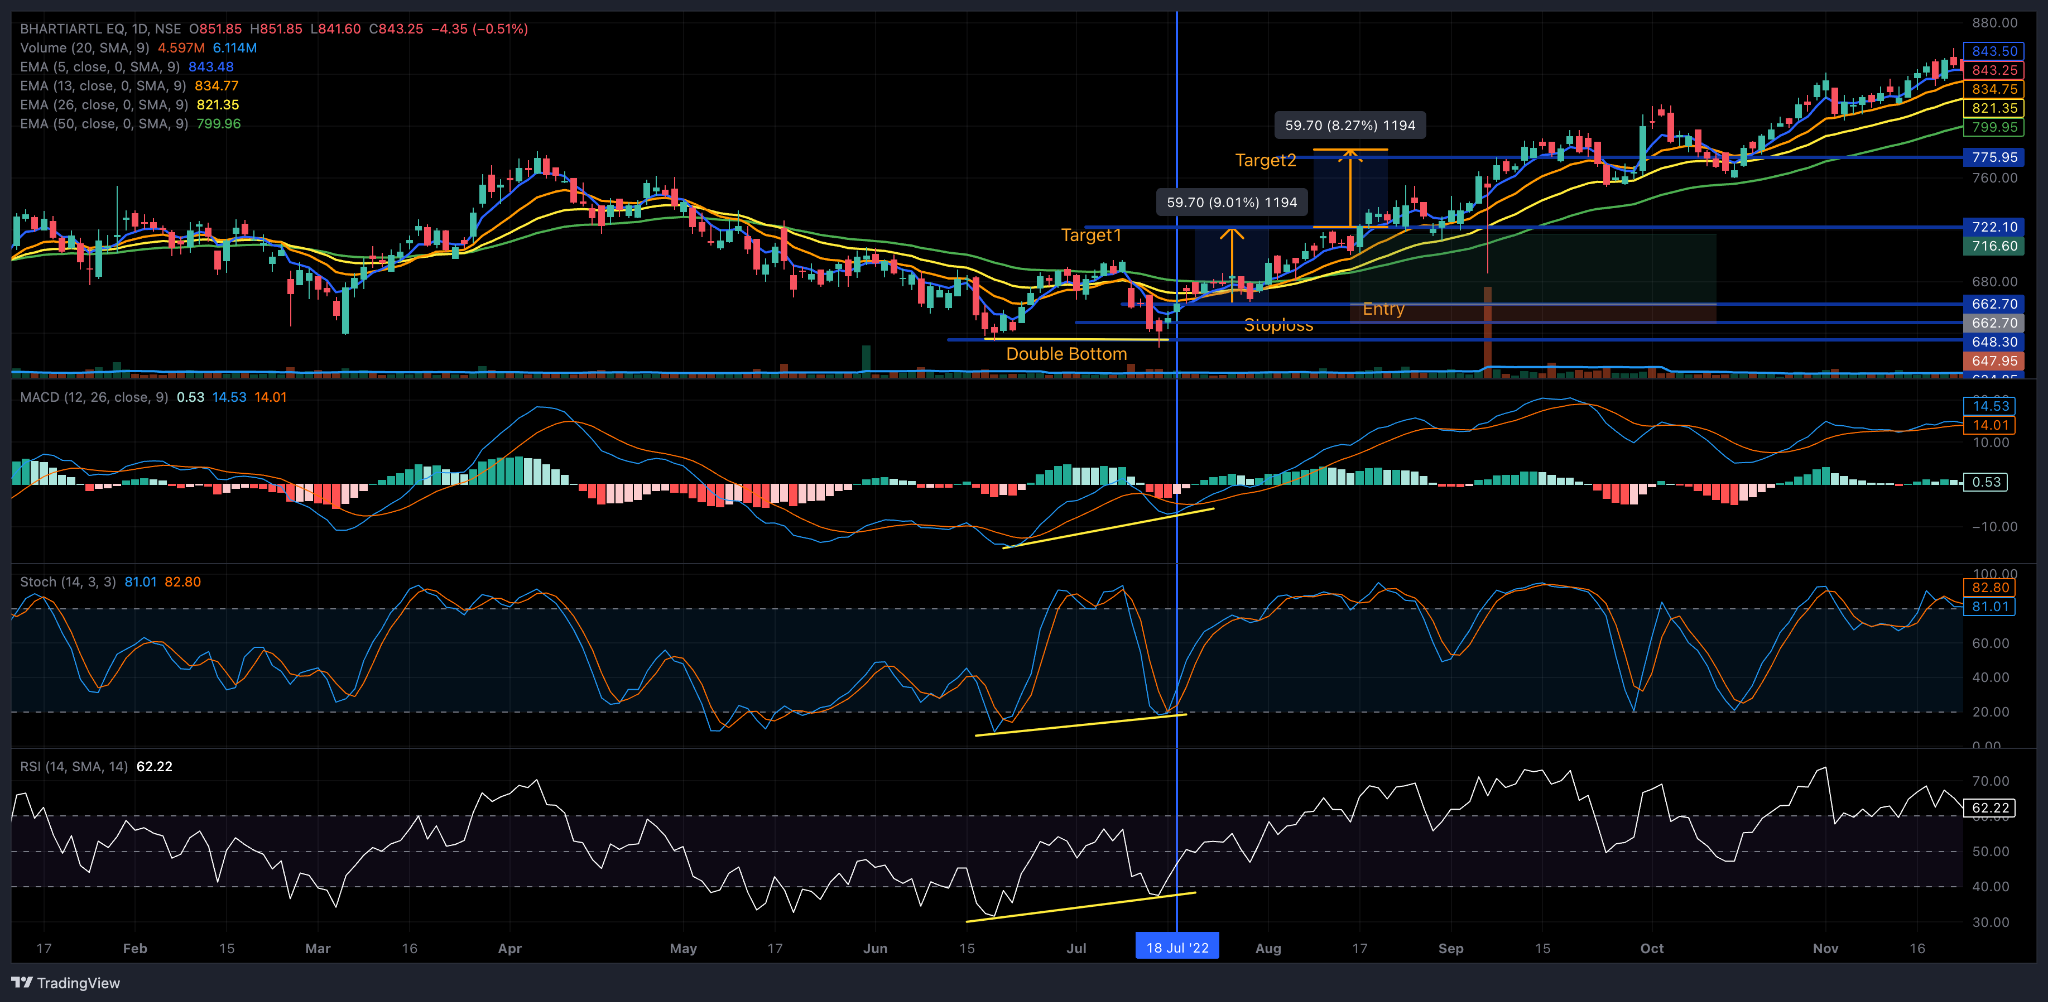 BHARTIARTL EQ, 1D, NSE O851.85 H851.85 L841.60 C843.25 −4.35 (−0.51%)
Volume (20, SMA, 9) 4.597M 6.114M
EMA (5, close, 0, SMA, 9) 843.48
EMA (13, close, 0, SMA, 9) 834.77
EMA (26, close, 0, SMA, 9) 821.35
EMA (50, close, 0, SMA, 9) 799.96
880.00
843.50
843.25
834.75
821.35
799.95
775.95
760.00
722.10
716.60
680.00
662.70
662.70
648.30
647.95
59.70 (8.27%) 1194
Target2
59.70 (9.01%) 1194
Target1
Entry
Stoploss
Double Bottom
MACD (12, 26, close, 9) 0.53 14.53 14.01
14.53
14.01
10.00
0.53
−10.00
Stoch (14, 3, 3) 81.01 82.80
100.00
82.80
81.01
60.00
40.00
20.00
0.00
RSI (14, SMA, 14) 62.22
70.00
62.22
50.00
40.00
30.00
17 Feb 15 Mar 16 Apr May 17 Jun 15 Jul 18 Jul '22 Aug 17 Sep 15 Oct Nov 16
TradingView